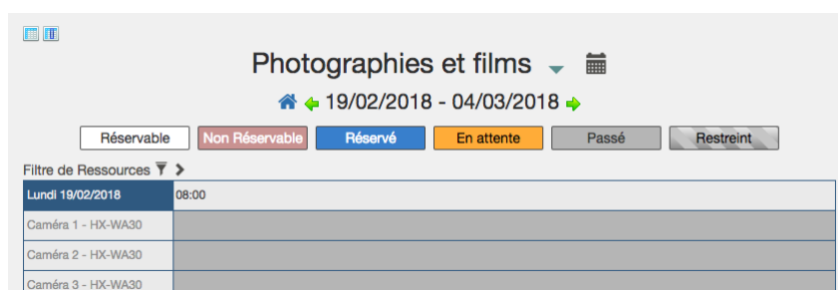 Photographies et films
19/02/2018 - 04/03/2018
Réservable Non Réservable Réservé En attente Passé Restreint
Filtre de Ressources
Lundi 19/02/2018 08:00
Caméra 1 - HX-WA30
Caméra 2 - HX-WA30
Caméra 3 - HX-WA30